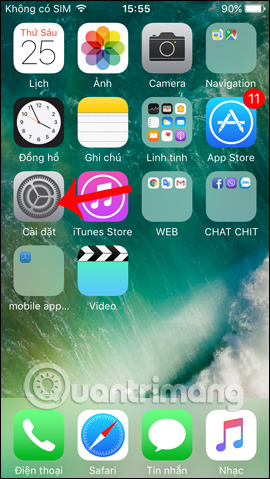 Không có SIM 15:55 90%
Thứ Sáu
25
Lịch Ảnh Camera Navigation
11
Đồng hồ Ghi chú Linh tinh App Store
Cài đặt iTunes Store WEB CHAT CHIT
mobile app... Video
Quantrimang
Điện thoại Safari Tin nhắn Nhạc